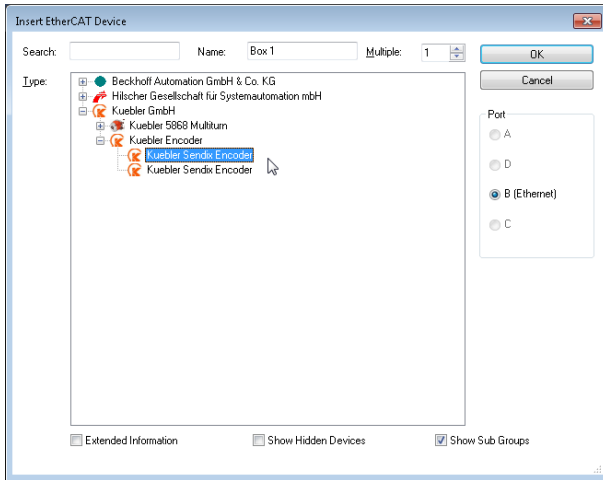 Insert EtherCAT Device
Search: Name: Box 1 Multiple: 1 OK
Type: Beckhoff Automation GmbH & Co. KG Cancel
Hilscher Gesellschaft für Systemautomation mbH
Kuebler GmbH Port
Kuebler 5868 Multiturn A
Kuebler Encoder
Kuebler Sendix Encoder D
Kuebler Sendix Encoder
B (Ethernet)
C
Extended Information Show Hidden Devices Show Sub Groups